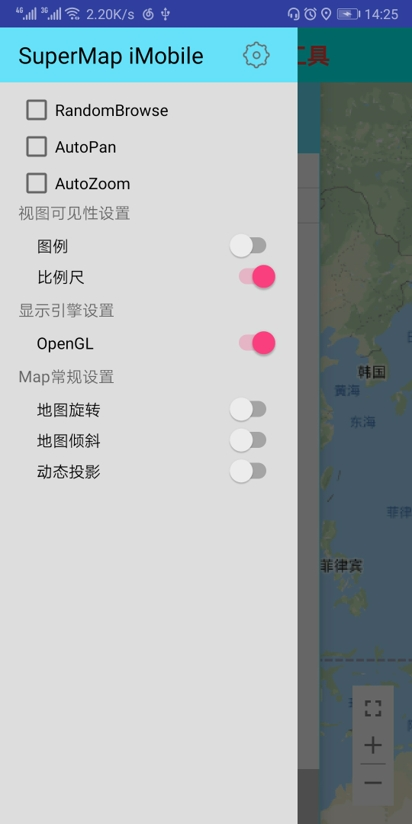 46 36 2.20K/s 14:25
SuperMap iMobile
工具
RandomBrowse
AutoPan
AutoZoom
视图可见性设置
图例
比例尺
显示引擎设置
OpenGL
Map常规设置
地图旋转
地图倾斜
动态投影
韩国
黄海
东海
菲律
菲律宾